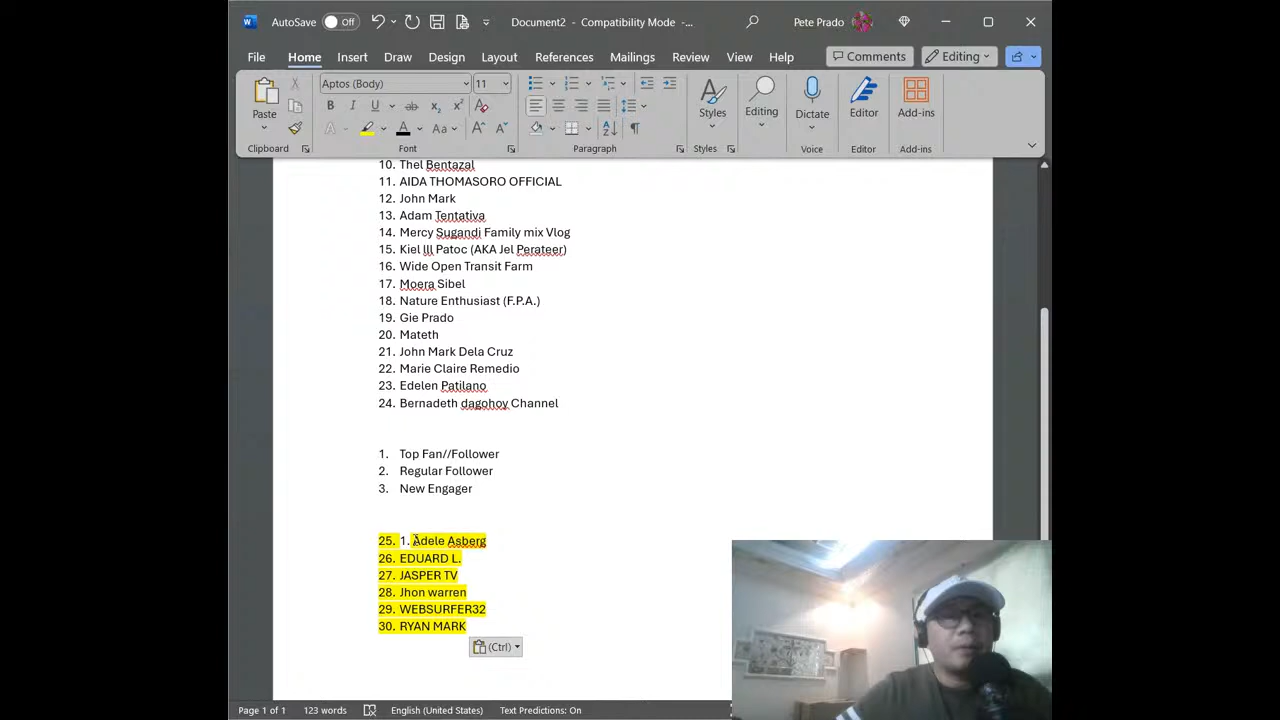 AutoSave Off Document2 - Compatibility Mode -... Pete Prado
File Home Insert Draw Design Layout References Mailings Review View Help Comments Editing
Aptos (Body) 11
Paste Styles Editing Dictate Editor Add-ins
Clipboard Font Paragraph Styles Voice Editor Add-ins
10. Thel Bentazal
11. AIDA THOMASORO OFFICIAL
12. John Mark
13. Adam Tentativa
14. Mercy Sugandi Family mix Vlog
15. Kiel lll Patoc (AKA Jel Perateer)
16. Wide Open Transit Farm
17. Moera Sibel
18. Nature Enthusiast (F.P.A.)
19. Gie Prado
20. Mateth
21. John Mark Dela Cruz
22. Marie Claire Remedio
23. Edelen Patilano
24. Bernadeth dagohoy Channel
1. Top Fan//Follower
2. Regular Follower
3. New Engager
25. 1. Adele Asberg
26. EDUARD L.
27. JASPER TV
28. Jhon warren
29. WEBSURFER32
30. RYAN MARK
(Ctrl)
Page 1 of 1 123 words English (United States) Text Predictions: On